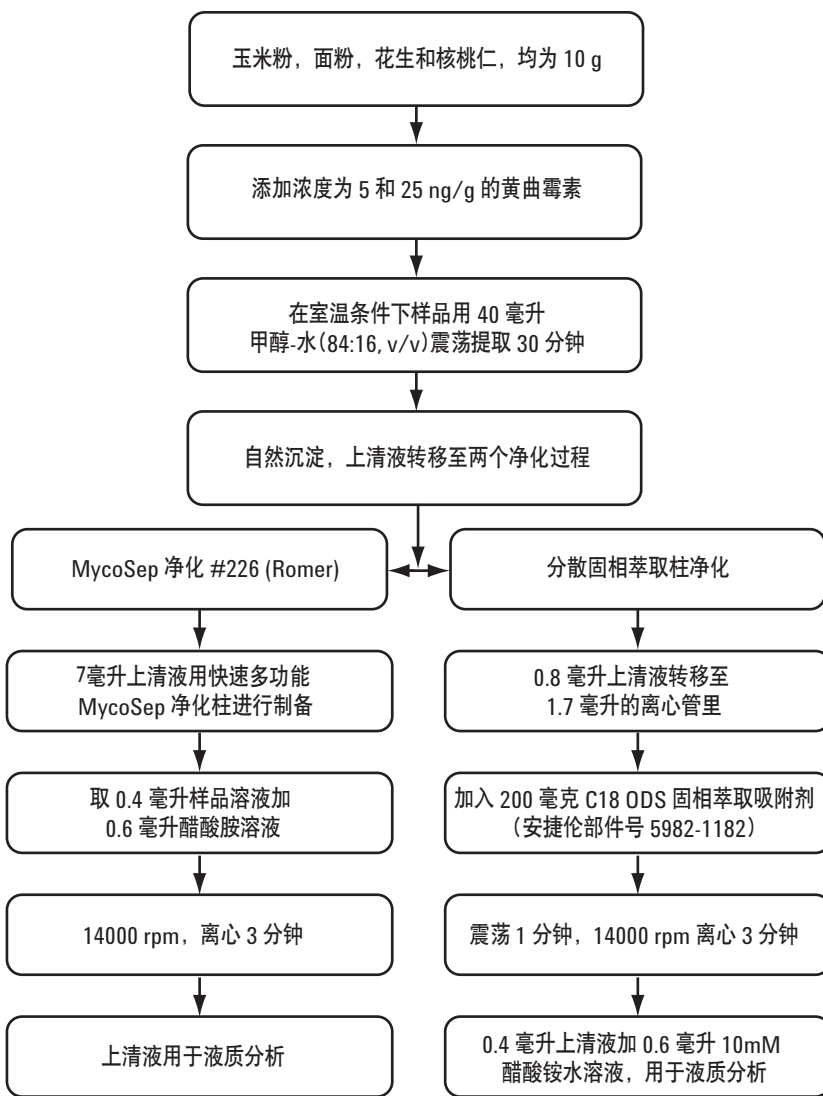 玉米粉，面粉，花生和核桃仁，均为 10 g
添加浓度为 5 和 25 ng/g 的黄曲霉素
在室温条件下样品用 40 毫升
甲醇-水(84:16, v/v)震荡提取 30 分钟
自然沉淀，上清液转移至两个净化过程
MycoSep 净化 #226 (Romer)
7毫升上清液用快速多功能
MycoSep 净化柱进行制备
取 0.4 毫升样品溶液加
0.6 毫升醋酸胺溶液
14000 rpm，离心 3 分钟
上清液用于液质分析
分散固相萃取柱净化
0.8 毫升上清液转移至
1.7 毫升的离心管里
加入 200 毫克 C18 ODS 固相萃取吸附剂
（安捷伦部件号 5982-1182）
震荡 1 分钟，14000 rpm 离心 3 分钟
0.4 毫升上清液加 0.6 毫升 10mM
醋酸铵水溶液，用于液质分析